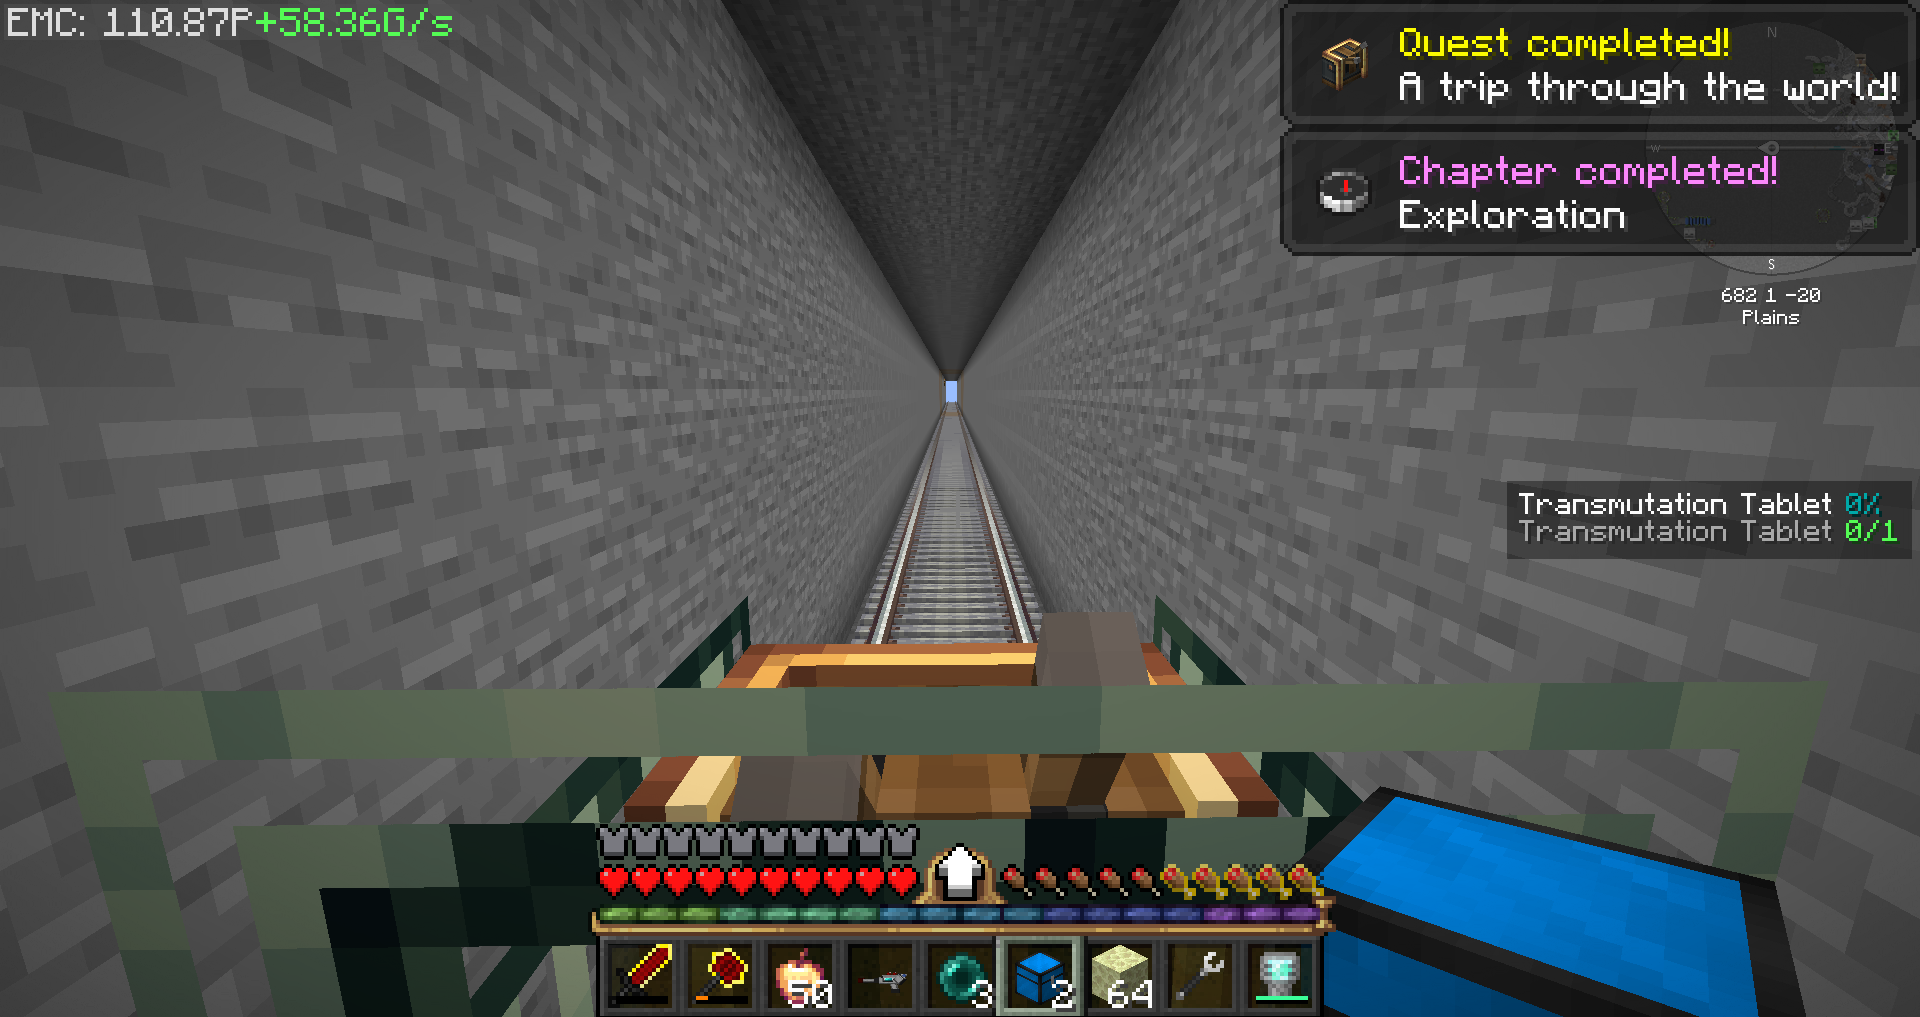 EMC: 110.87P+58.36G/s
Quest completed!
A trip through the world!
Chapter completed!
Exploration
N
W
E
S
682 1 -20
Plains
Transmutation Tablet 0%
Transmutation Tablet 0/1
50
3
2
64